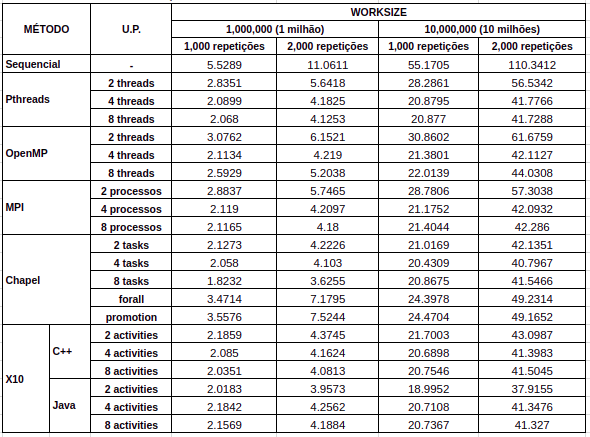 MÉTODO U.P. WORKSIZE
1,000,000 (1 milhão) 10,000,000 (10 milhões)
1,000 repetições 2,000 repetições 1,000 repetições 2,000 repetições
Sequencial - 5.5289 11.0611 55.1705 110.3412
Pthreads 2 threads 2.8351 5.6418 28.2861 56.5342
4 threads 2.0899 4.1825 20.8795 41.7766
8 threads 2.068 4.1253 20.877 41.7288
OpenMP 2 threads 3.0762 6.1521 30.8602 61.6759
4 threads 2.1134 4.219 21.3801 42.1127
8 threads 2.5929 5.2038 22.0139 44.0308
MPI 2 processos 2.8837 5.7465 28.7806 57.3038
4 processos 2.119 4.2097 21.1752 42.0932
8 processos 2.1165 4.18 21.4044 42.286
Chapel 2 tasks 2.1273 4.2226 21.0169 42.1351
4 tasks 2.058 4.103 20.4309 40.7967
8 tasks 1.8232 3.6255 20.8675 41.5466
forall 3.4714 7.1795 24.3978 49.2314
promotion 3.5576 7.5244 24.4704 49.1652
X10 C++ 2 activities 2.1859 4.3745 21.7003 43.0987
4 activities 2.085 4.1624 20.6898 41.3983
8 activities 2.0351 4.0813 20.7546 41.5045
Java 2 activities 2.0183 3.9573 18.9952 37.9155
4 activities 2.1842 4.2562 20.7108 41.3476
8 activities 2.1569 4.1884 20.7367 41.327